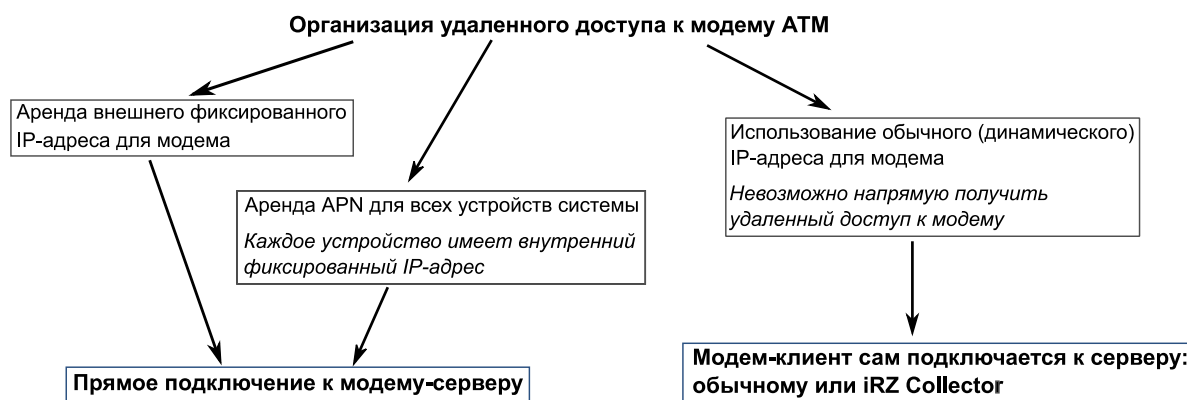 Организация удаленного доступа к модему ATM
Аренда внешнего фиксированного
IP-адреса для модема
Аренда APN для всех устройств системы
Каждое устройство имеет внутренний
фиксированный IP-адрес
Использование обычного (динамического)
IP-адреса для модема
Невозможно напрямую получить
удаленный доступ к модему
Прямое подключение к модему-серверу
Модем-клиент сам подключается к серверу:
обычному или iRZ Collector